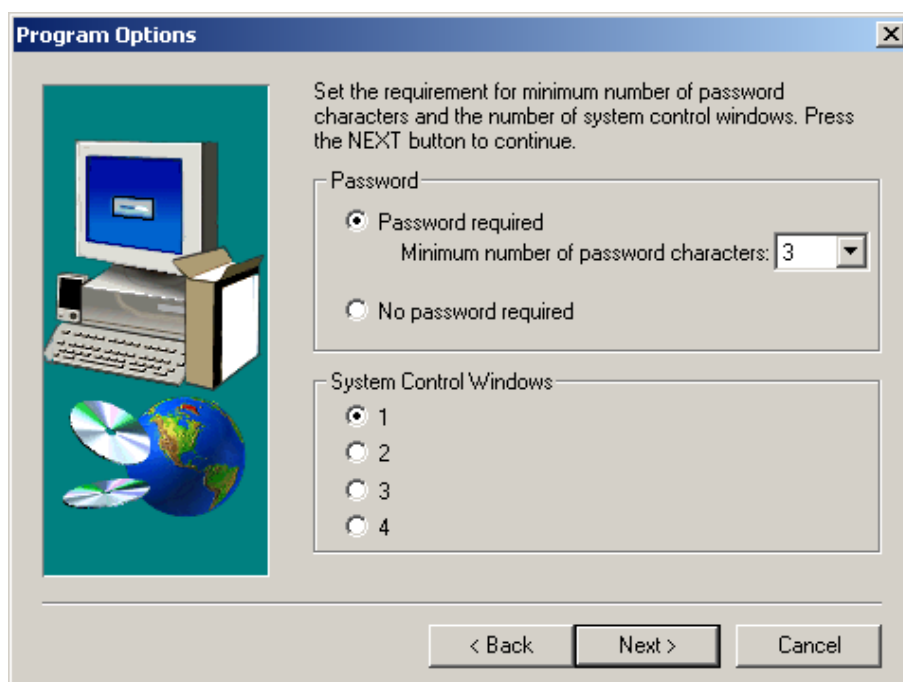 Program Options
Set the requirement for minimum number of password
characters and the number of system control windows. Press
the NEXT button to continue.
Password
Password required
Minimum number of password characters: 3
No password required
System Control Windows
1
2
3
4
< Back Next > Cancel